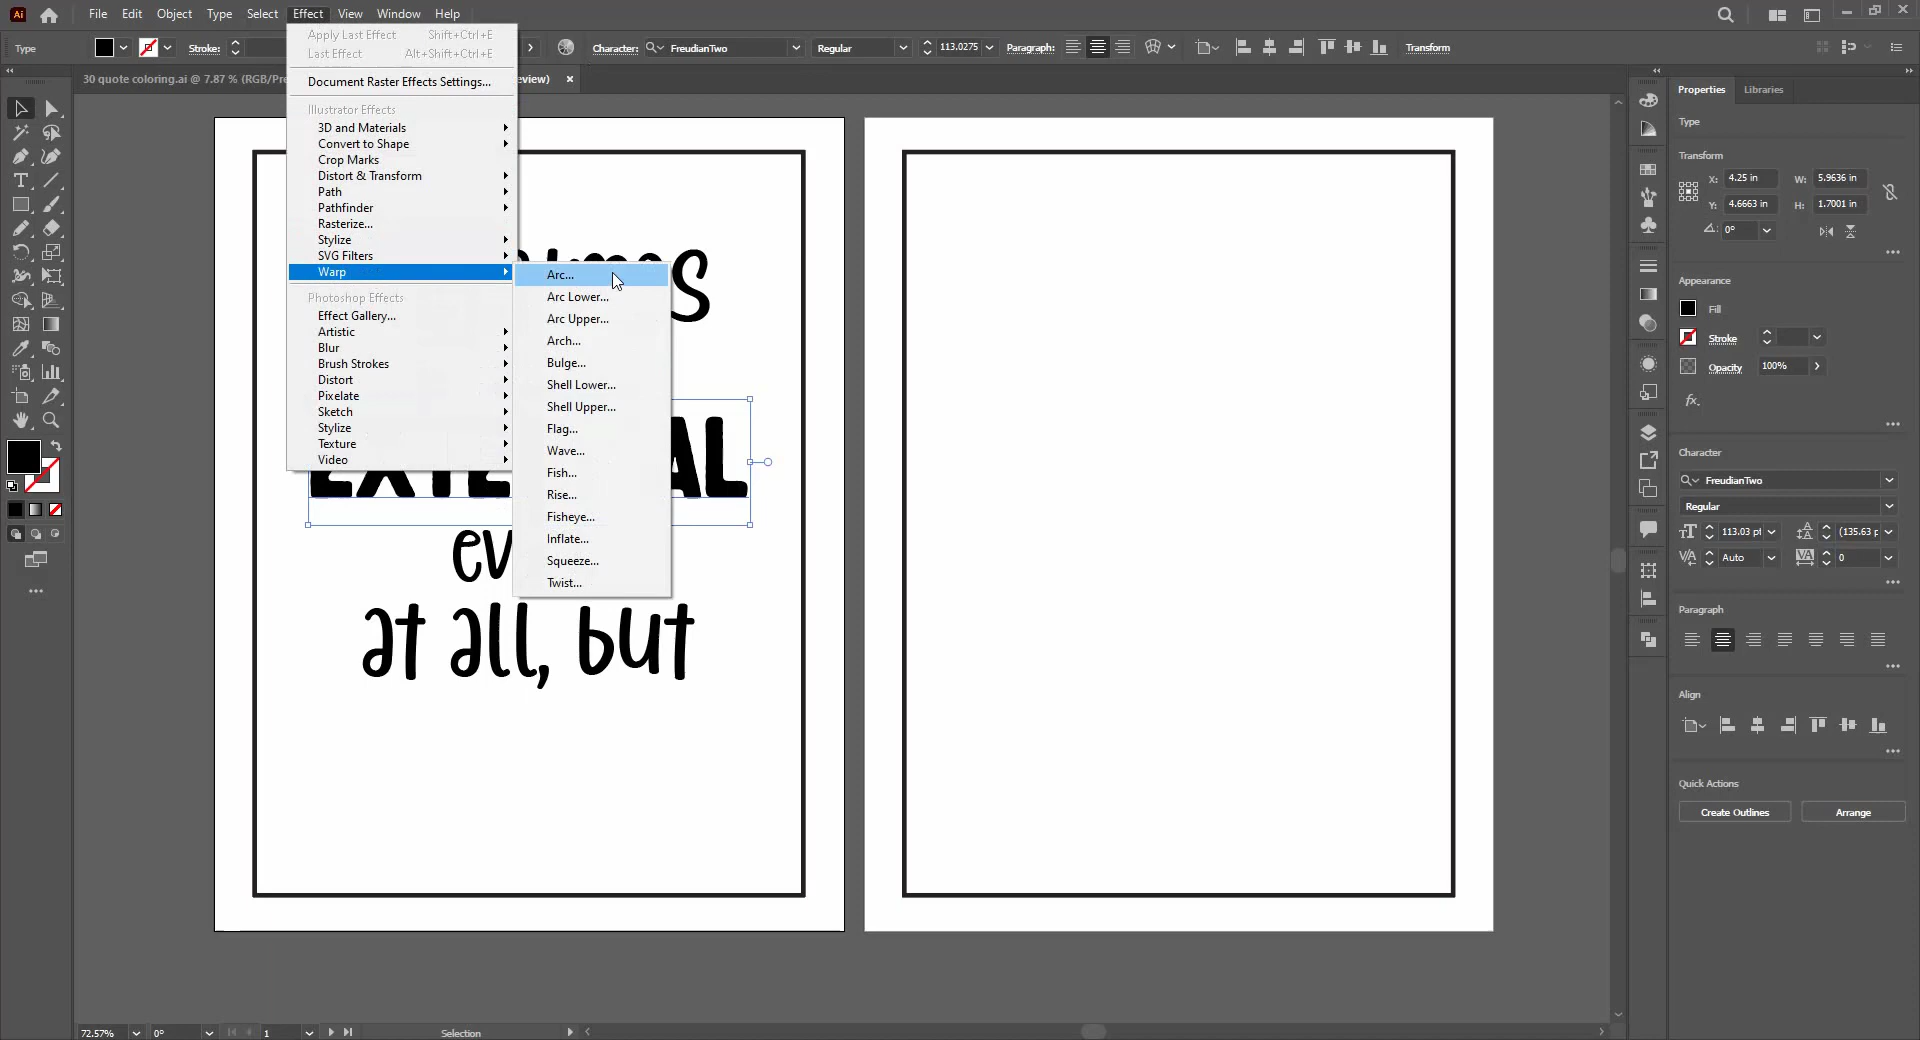 Ai File Edit Object Type Select Effect View Window Help
Type Stroke: Character: FreudianTwo Regular 113.0275 Paragraph: Transform
30 quote coloring.ai @ 7.87 % (RGB/Pre eview) ×
Apply Last Effect Shift+Ctrl+E
Last Effect Alt+Shift+Ctrl+E
Document Raster Effects Settings...
Illustrator Effects
3D and Materials
Convert to Shape
Crop Marks
Distort & Transform
Path
Pathfinder
Rasterize...
Stylize
SVG Filters
Warp
Photoshop Effects
Effect Gallery...
Artistic
Blur
Brush Strokes
Distort
Pixelate
Sketch
Stylize
Texture
Video
Arc...
Arc Lower...
Arc Upper...
Arch...
Bulge...
Shell Lower...
Shell Upper...
Flag...
Wave...
Fish...
Rise...
Fisheye...
Inflate...
Squeeze...
Twist...
at all, but
Properties Libraries
Type
Transform
X: 4.25 in W: 5.9636 in
Y: 4.6663 in H: 1.7001 in
0°
Appearance
Fill
Stroke
Opacity 100%
fx.
Character
FreudianTwo
Regular
113.03 pt (135.63 p
Auto 0
Paragraph
Align
Quick Actions
Create Outlines Arrange
72.57% 0° 1 Selection